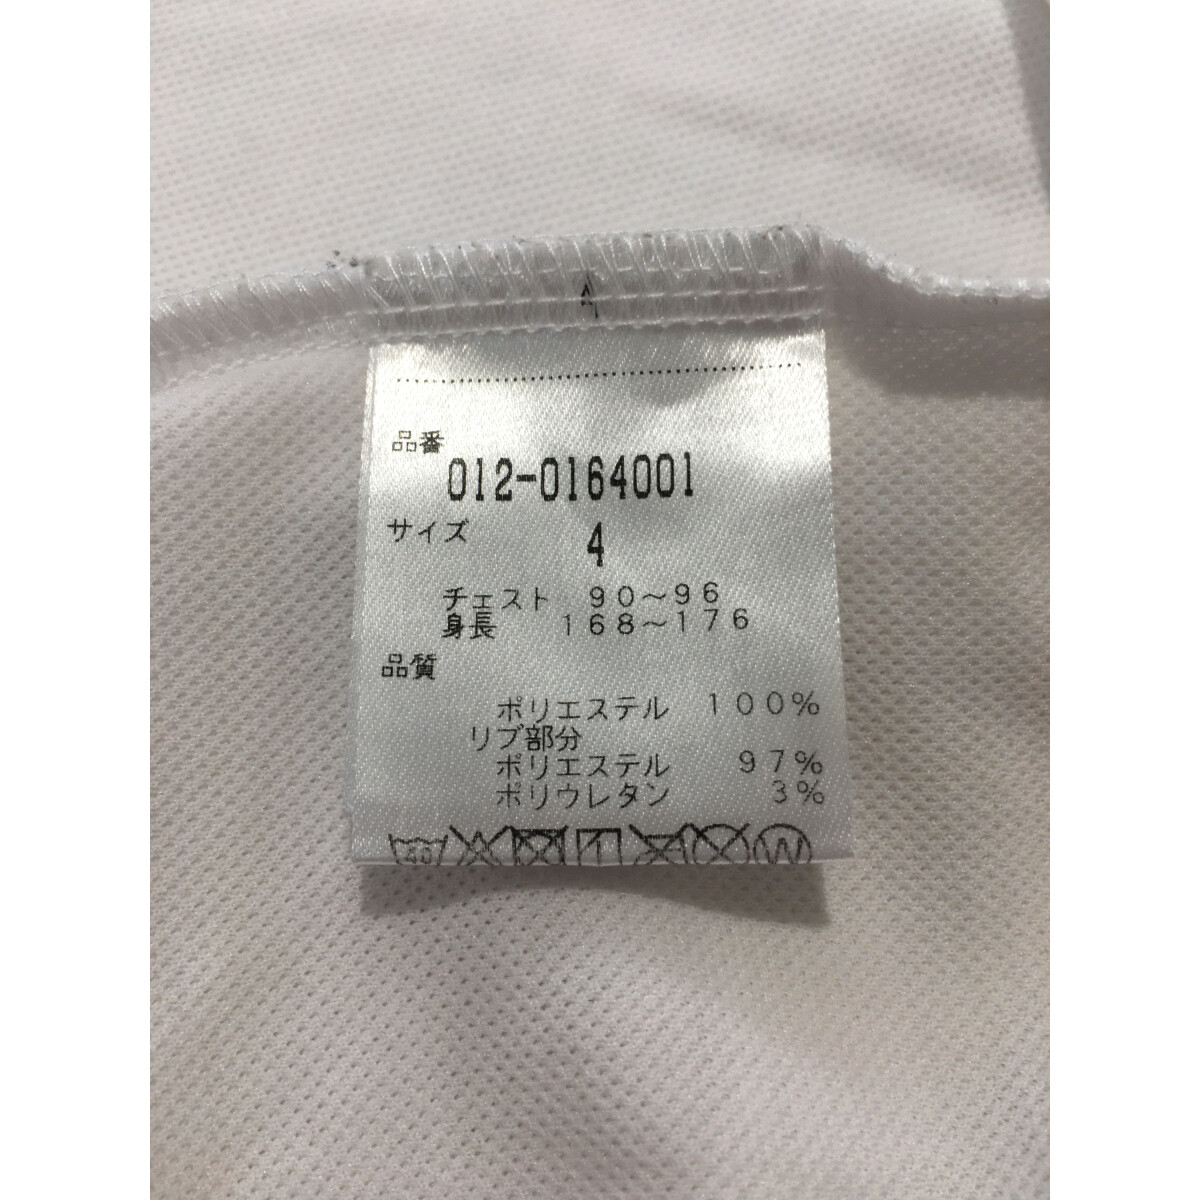 品番
012-0164001
サイズ 4
チェスト 90～96
身長 168～176
品質
ポリエステル 100%
リブ部分
ポリエステル 97%
ポリウレタン 3%
40 W